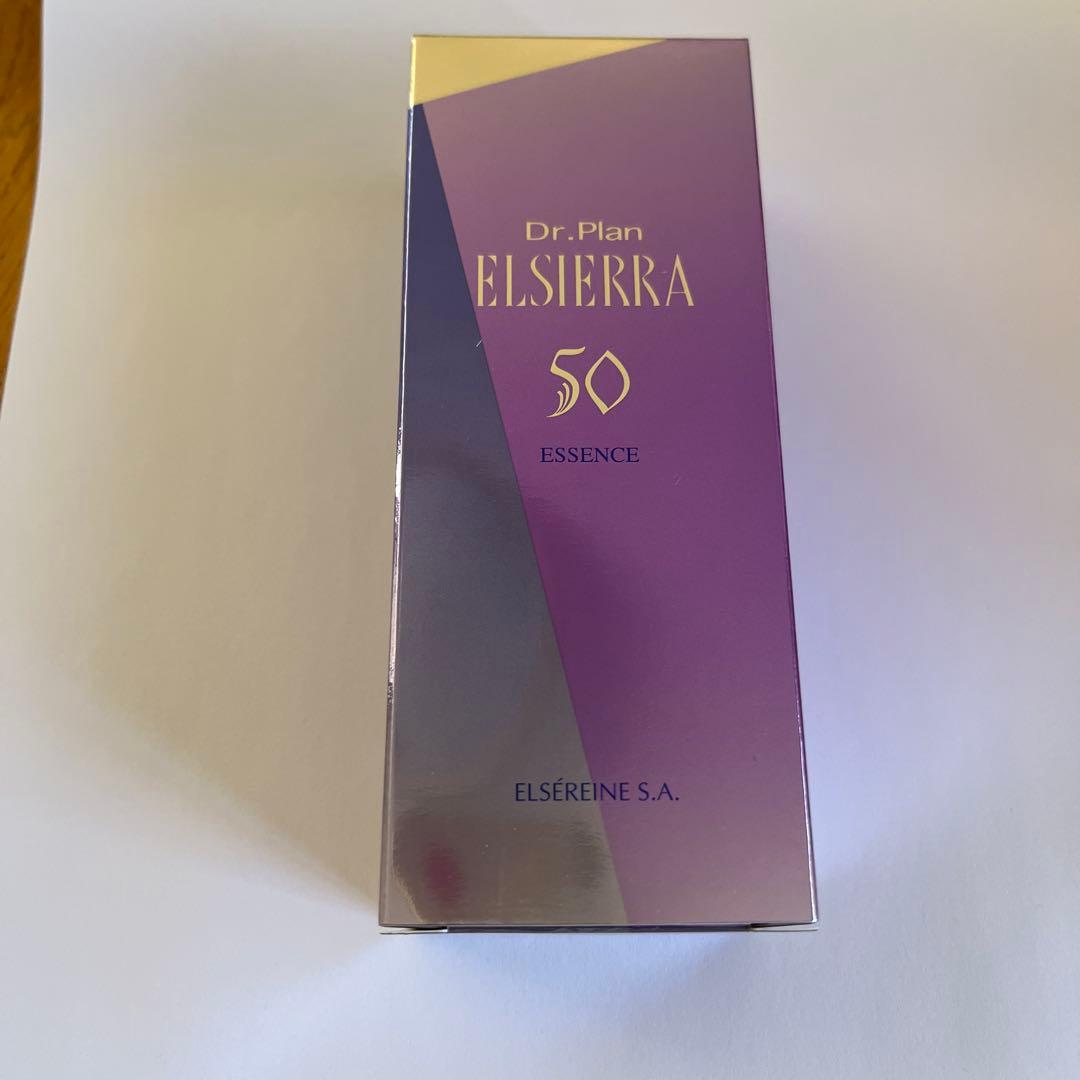 Dr.Plan
ELSIERRA
50
ESSENCE
ELSÉREINE S.A.